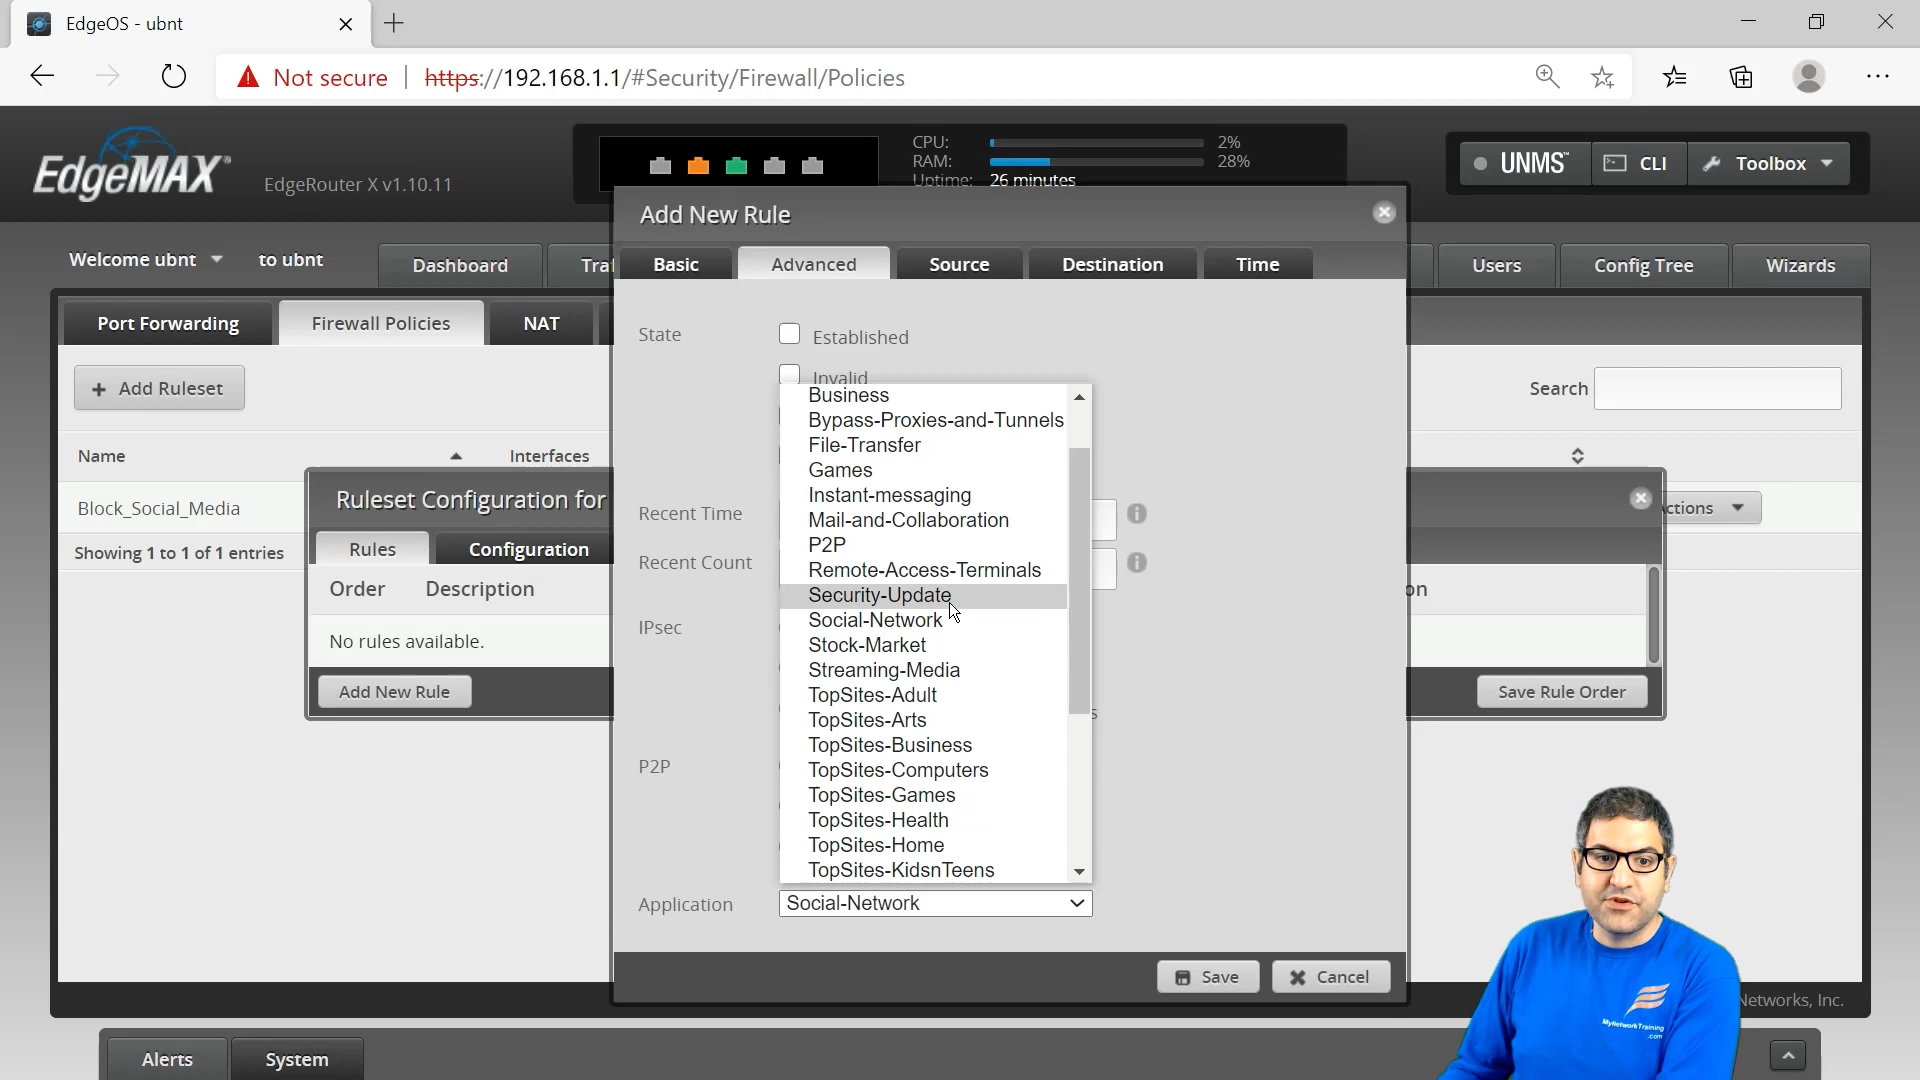 EdgeOS - ubnt
Not secure
https://192.168.1.1/#Security/Firewall/Policies
EdgeMAX
EdgeRouter X v1.10.11
CPU: 2%
RAM: 28%
Uptime: 26 minutes
UNMS™
CLI
Toolbox
Welcome ubnt
to ubnt
Dashboard
Users
Config Tree
Wizards
Port Forwarding
Firewall Policies
NAT
Add Ruleset
Search
Name
Interfaces
Block_Social_Media
Showing 1 to 1 of 1 entries
Ruleset Configuration for
Rules
Configuration
Order
Description
No rules available.
Add New Rule
Save Rule Order
Add New Rule
Basic
Advanced
Source
Destination
Time
State
Established
Invalid
Recent Time
Recent Count
IPsec
P2P
Business
Bypass-Proxies-and-Tunnels
File-Transfer
Games
Instant-messaging
Mail-and-Collaboration
P2P
Remote-Access-Terminals
Security-Update
Social-Network
Stock-Market
Streaming-Media
TopSites-Adult
TopSites-Arts
TopSites-Business
TopSites-Computers
TopSites-Games
TopSites-Health
TopSites-Home
TopSites-KidsnTeens
Application
Social-Network
Save
Cancel
Networks, Inc.
MyNetworkTraining
.com
Alerts
System